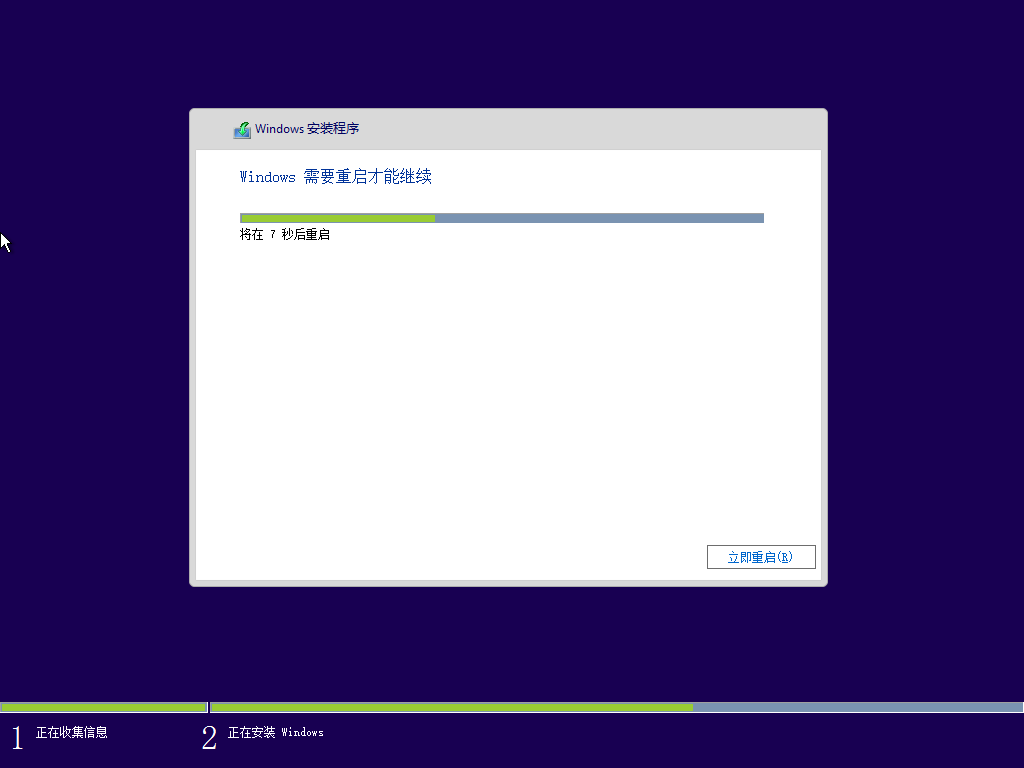 Windows 安装程序
Windows 需要重启才能继续
将在 7 秒后重启
立即重启(R)
1 正在收集信息
2 正在安装 Windows